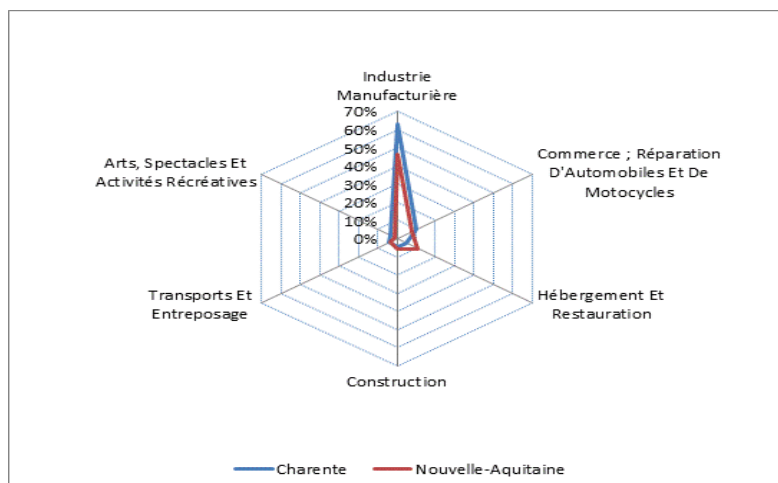 Industrie
Manufacturière
70%
60%
50%
40%
30%
20%
10%
0%
Commerce ; Réparation
D'Automobiles Et De
Motocycles
Hébergement Et
Restauration
Construction
Transports Et
Entreposage
Arts, Spectacles Et
Activités Récréatives
Charente
Nouvelle-Aquitaine